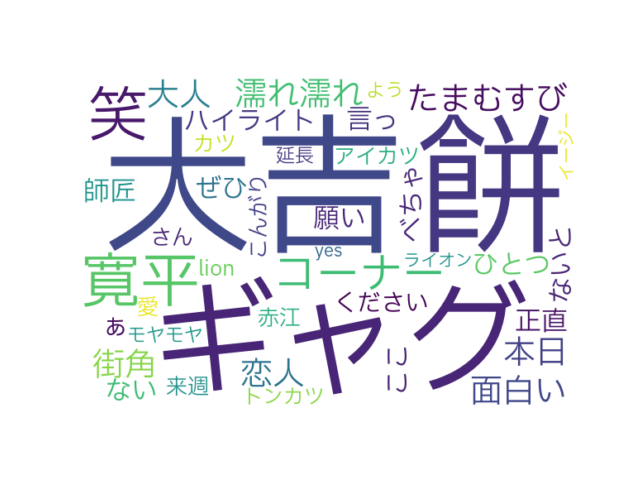 笑
大人
濡れ濡れ
よう
たまむすび
ハイライト
言っ
カツ
延長
アイカツ
イージー
大吉
餅
師匠
ぜひ
こんがり
願い
べちゃ
さん
yes
寛平
lion
コーナー
ライオン
ひとつ
ないと
愛
ください
ギャグ
ぁ
モヤモヤ
赤江
正直
街角
ここ
本日
ない
来週
恋人
トンカツ
面白い